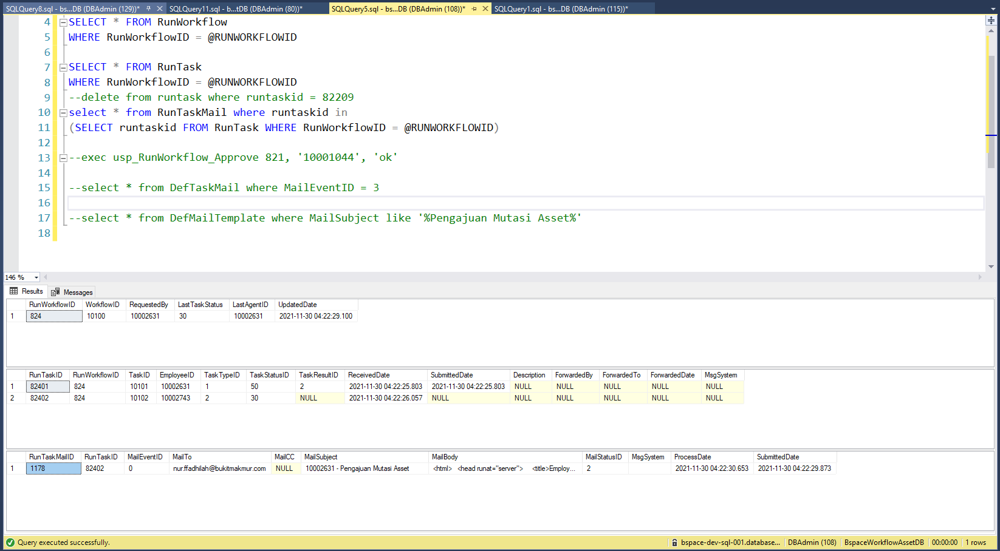 SQLQuery8.sql - bs...DB (DBAdmin (129))* SQLQuery11.sql - b...tDB (DBAdmin (80))* SQLQuery5.sql - bs...DB (DBAdmin (108))* SQLQuery1.sql - bs...DB (DBAdmin (115))*
4 SELECT * FROM RunWorkflow
5 WHERE RunWorkflowID = @RUNWORKFLOWID
6
7 SELECT * FROM RunTask
8 WHERE RunWorkflowID = @RUNWORKFLOWID
9 --delete from runtask where runtaskid = 82209
10 select * from RunTaskMail where runtaskid in
11 (SELECT runtaskid FROM RunTask WHERE RunWorkflowID = @RUNWORKFLOWID)
12
13 --exec usp_RunWorkflow_Approve 821, '10001044', 'ok'
14
15 --select * from DefTaskMail where MailEventID = 3
16
17 --select * from DefMailTemplate where MailSubject like '%Pengajuan Mutasi Asset%'
18
146 %
Results Messages
RunWorkflowID WorkflowID RequestedBy LastTaskStatus LastAgentID UpdatedDate
1 824 10100 10002631 30 10002631 2021-11-30 04:22:29.100
RunTaskID RunWorkflowID TaskID EmployeeID TaskTypeID TaskStatusID TaskResultID ReceivedDate SubmittedDate Description ForwardedBy ForwardedTo ForwardedDate MsgSystem
1 82401 824 10101 10002631 1 50 2 2021-11-30 04:22:25.803 2021-11-30 04:22:25.803 NULL NULL NULL NULL NULL
2 82402 824 10102 10002743 2 30 NULL 2021-11-30 04:22:26.057 NULL NULL NULL NULL NULL NULL
RunTaskMailID RunTaskID MailEventID MailTo MailCC MailSubject MailBody MailStatusID MsgSystem ProcessDate SubmittedDate
1 1178 82402 0 nur.ffadhilah@bukitmakmur.com NULL 10002631 - Pengajuan Mutasi Asset <html> <head runat="server"> <title>Employ... 2 2021-11-30 04:22:30.653 2021-11-30 04:22:29.873
Query executed successfully. bspace-dev-sql-001.database... DBAdmin (108) BspaceWorkflowAssetDB 00:00:00 1 rows